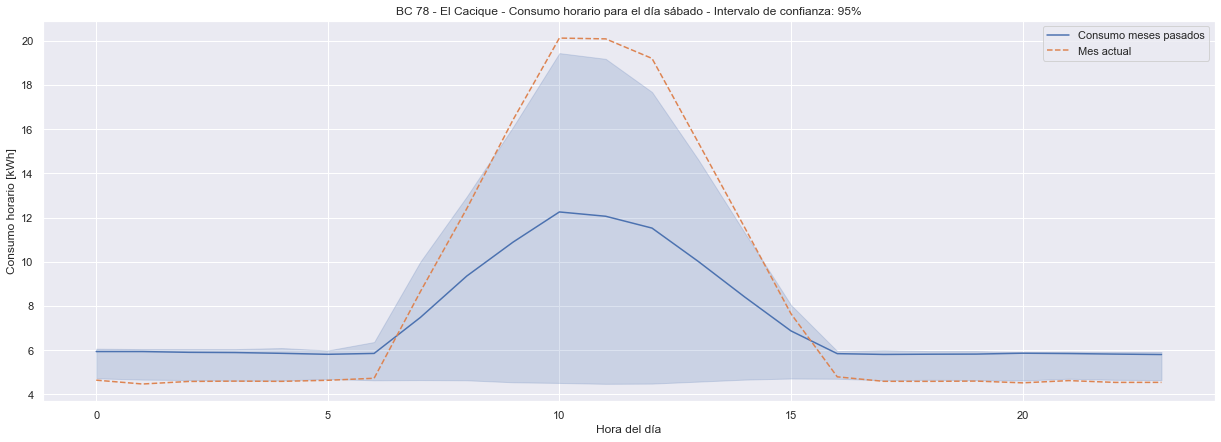 BC 78 - El Cacique - Consumo horario para el día sábado - Intervalo de confianza: 95%
Consumo meses pasados
Mes actual
Consumo horario [kWh]
20
18
16
14
12
10
8
6
4
0
5
10
15
20
Hora del día